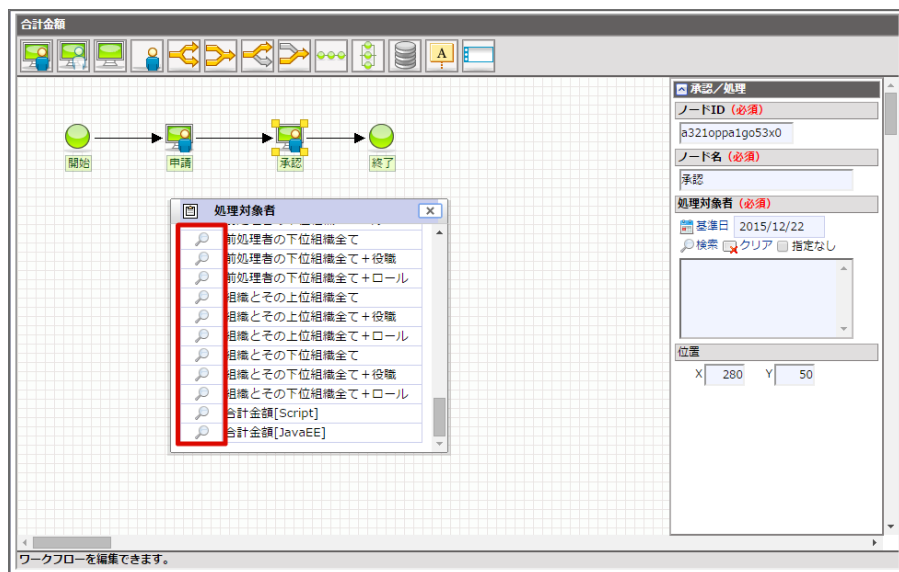 合計金額
A
開始
申請
承認
終了
処理対象者
前処理者の下位組織全て
前処理者の下位組織全て+役職
前処理者の下位組織全て+ロール
組織とその上位組織全て
組織とその上位組織全て+役職
組織とその上位組織全て+ロール
組織とその下位組織全て
組織とその下位組織全て+役職
組織とその下位組織全て+ロール
合計金額[Script]
合計金額[JavaEE]
承認/処理
ノードID (必須)
a321oppa1go53x0
ノード名 (必須)
承認
処理対象者 (必須)
基準日 2015/12/22
検索 クリア 指定なし
位置
X 280 Y 50
ワークフローを編集できます。